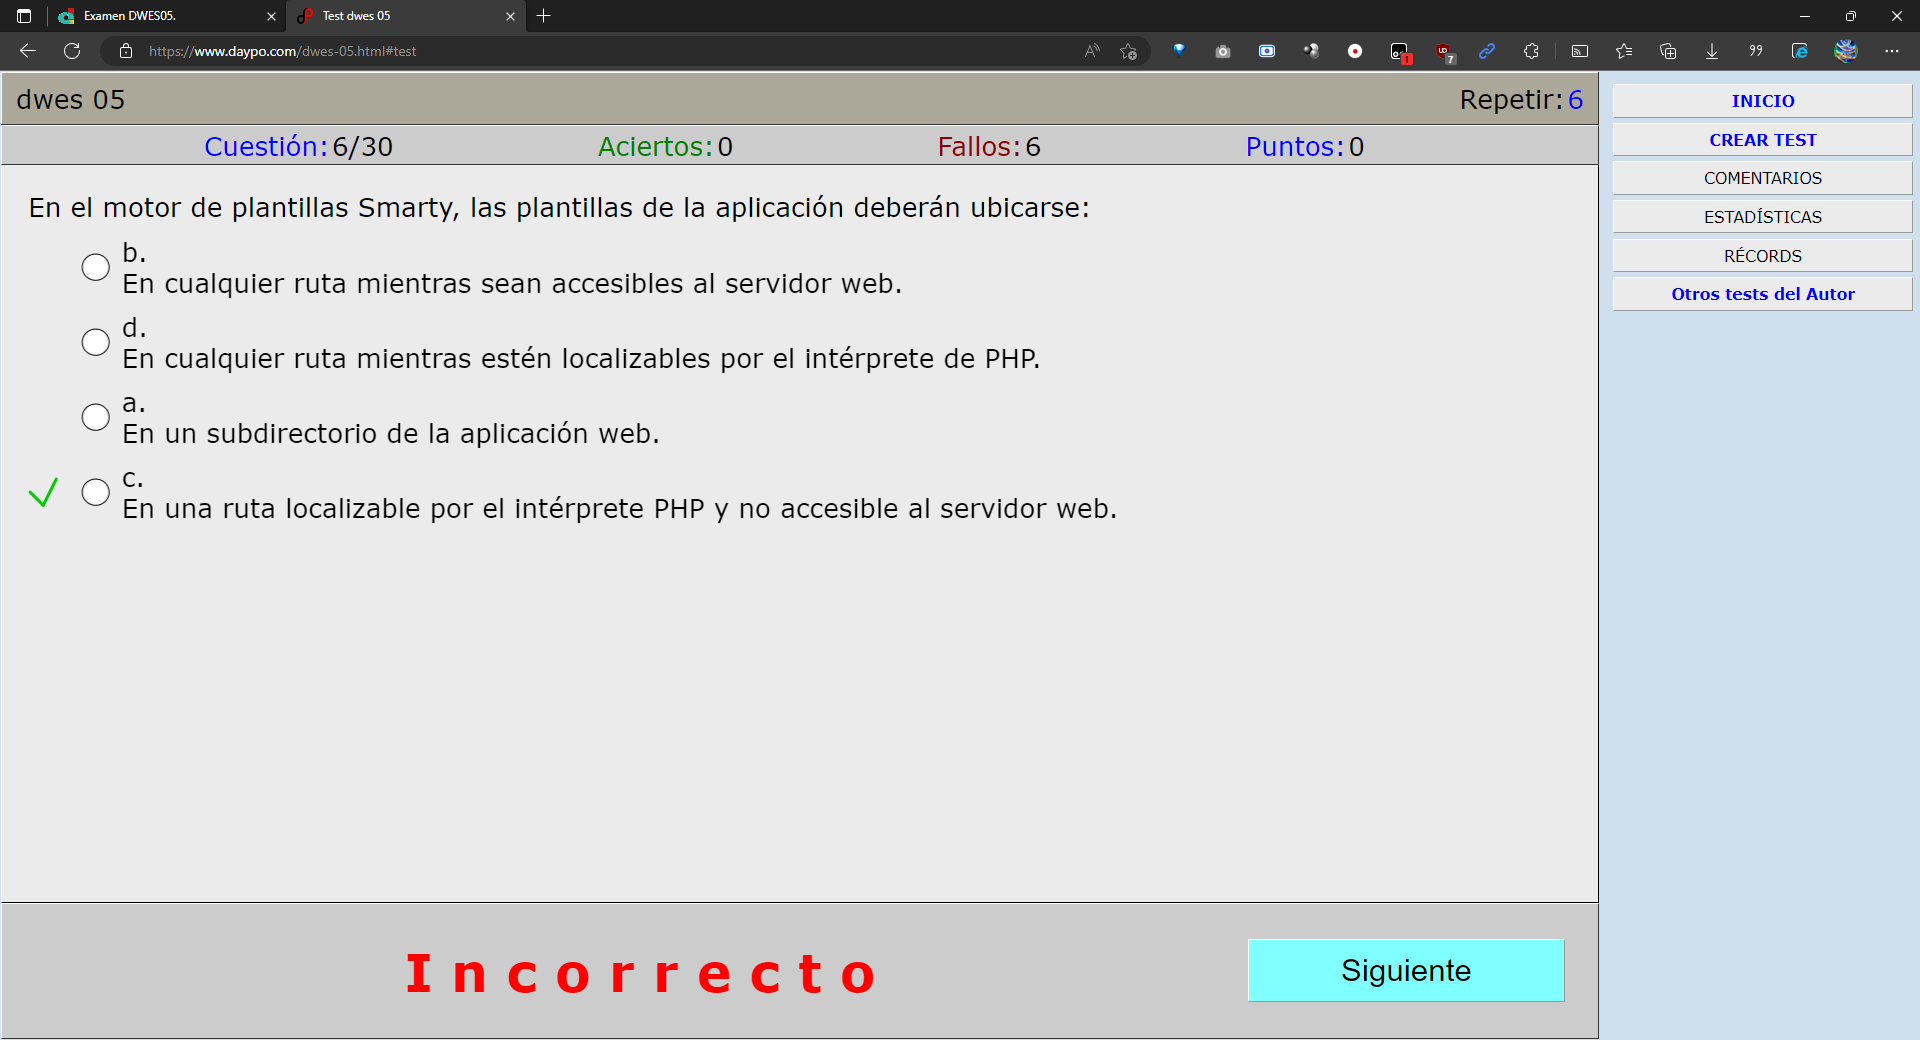 Examen DWES05.
Test dwes 05
https://www.daypo.com/dwes-05.html#test
1
7
dwes 05
Repetir: 6
Cuestión: 6/30
Aciertos: 0
Fallos: 6
Puntos: 0
En el motor de plantillas Smarty, las plantillas de la aplicación deberán ubicarse:
b.
En cualquier ruta mientras sean accesibles al servidor web.
d.
En cualquier ruta mientras estén localizables por el intérprete de PHP.
a.
En un subdirectorio de la aplicación web.
c.
En una ruta localizable por el intérprete PHP y no accesible al servidor web.
Incorrecto
Siguiente
INICIO
CREAR TEST
COMENTARIOS
ESTADÍSTICAS
RÉCORDS
Otros tests del Autor